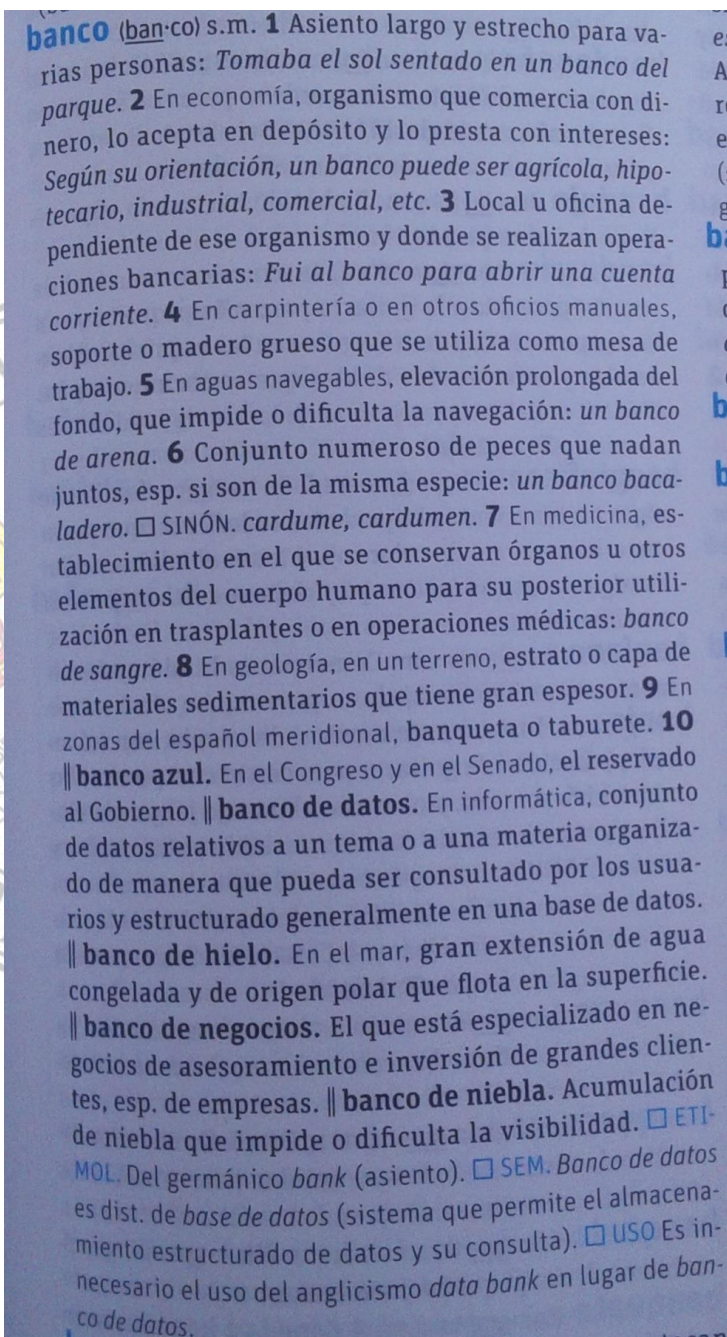 banco (ban·co) s.m. 1 Asiento largo y estrecho para va-
rias personas: Tomaba el sol sentado en un banco del
parque. 2 En economía, organismo que comercia con di-
nero, lo acepta en depósito y lo presta con intereses:
Según su orientación, un banco puede ser agrícola, hipo-
tecario, industrial, comercial, etc. 3 Local u oficina de-
pendiente de ese organismo y donde se realizan opera-
ciones bancarias: Fui al banco para abrir una cuenta
corriente. 4 En carpintería o en otros oficios manuales,
soporte o madero grueso que se utiliza como mesa de
trabajo. 5 En aguas navegables, elevación prolongada del
fondo, que impide o dificulta la navegación: un banco
de arena. 6 Conjunto numeroso de peces que nadan
juntos, esp. si son de la misma especie: un banco baca-
ladero. □ SINÓN. cardume, cardumen. 7 En medicina, es-
tablecimiento en el que se conservan órganos u otros
elementos del cuerpo humano para su posterior utili-
zación en trasplantes o en operaciones médicas: banco
de sangre. 8 En geología, en un terreno, estrato o capa de
materiales sedimentarios que tiene gran espesor. 9 En
zonas del español meridional, banqueta o taburete. 10
‖ banco azul. En el Congreso y en el Senado, el reservado
al Gobierno. ‖ banco de datos. En informática, conjunto
de datos relativos a un tema o a una materia organiza-
do de manera que pueda ser consultado por los usua-
rios y estructurado generalmente en una base de datos.
‖ banco de hielo. En el mar, gran extensión de agua
congelada y de origen polar que flota en la superficie.
‖ banco de negocios. El que está especializado en ne-
gocios de asesoramiento e inversión de grandes clien-
tes, esp. de empresas. ‖ banco de niebla. Acumulación
de niebla que impide o dificulta la visibilidad. □ ETI-
MOL. Del germánico bank (asiento). □ SEM. Banco de datos
es dist. de base de datos (sistema que permite el almacena-
miento estructurado de datos y su consulta). □ USO Es in-
necesario el uso del anglicismo data bank en lugar de ban-
co de datos.